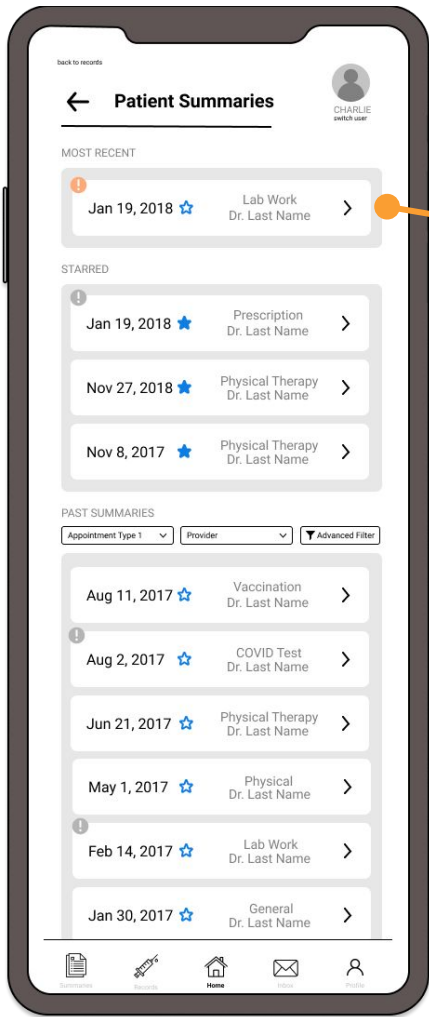 back to records
Patient Summaries
CHARLIE
switch user
MOST RECENT
!
Jan 19, 2018
Lab Work
Dr. Last Name
STARRED
!
Jan 19, 2018
Prescription
Dr. Last Name
Nov 27, 2018
Physical Therapy
Dr. Last Name
Nov 8, 2017
Physical Therapy
Dr. Last Name
PAST SUMMARIES
Appointment Type 1
Provider
Advanced Filter
Aug 11, 2017
Vaccination
Dr. Last Name
!
Aug 2, 2017
COVID Test
Dr. Last Name
Jun 21, 2017
Physical Therapy
Dr. Last Name
May 1, 2017
Physical
Dr. Last Name
!
Feb 14, 2017
Lab Work
Dr. Last Name
Jan 30, 2017
General
Dr. Last Name
Summaries
Records
Home
Inbox
Profile